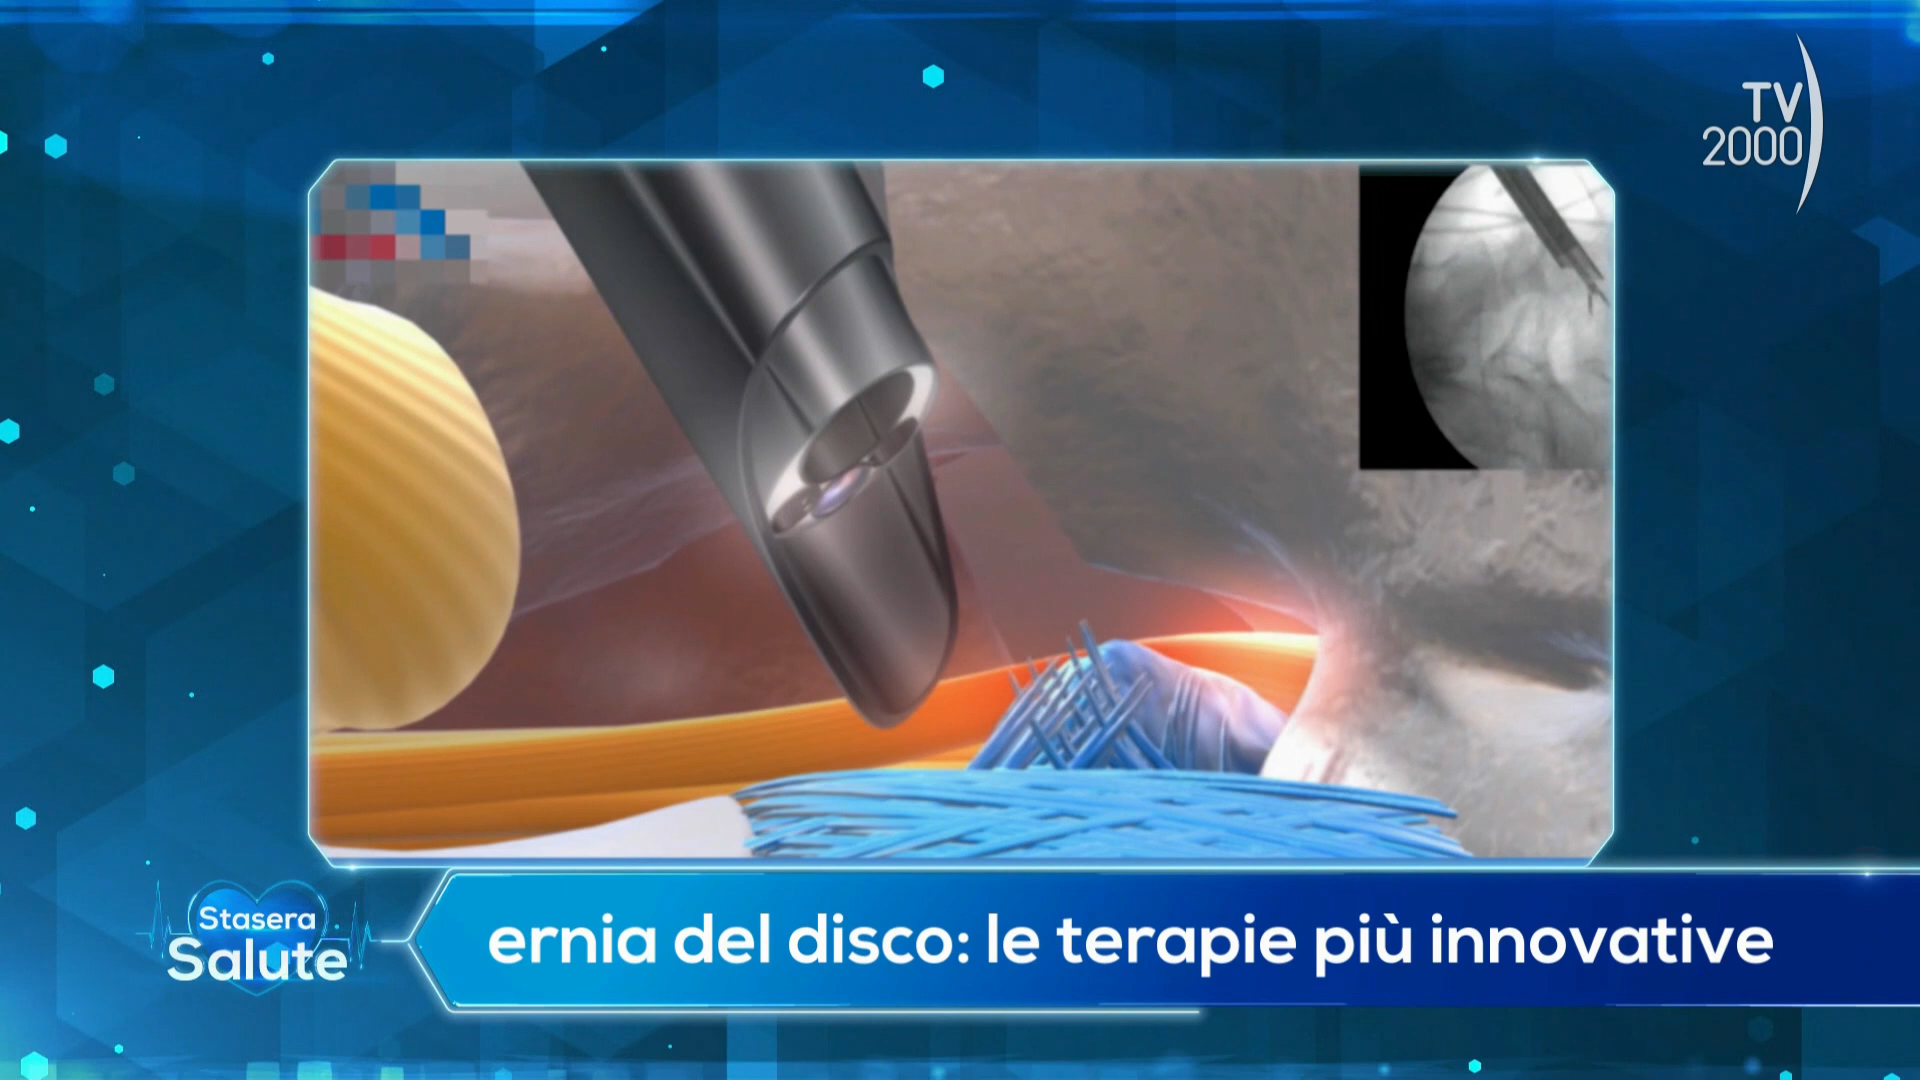 TV
2000
Stasera
Salute
ernia del disco: le terapie più innovative